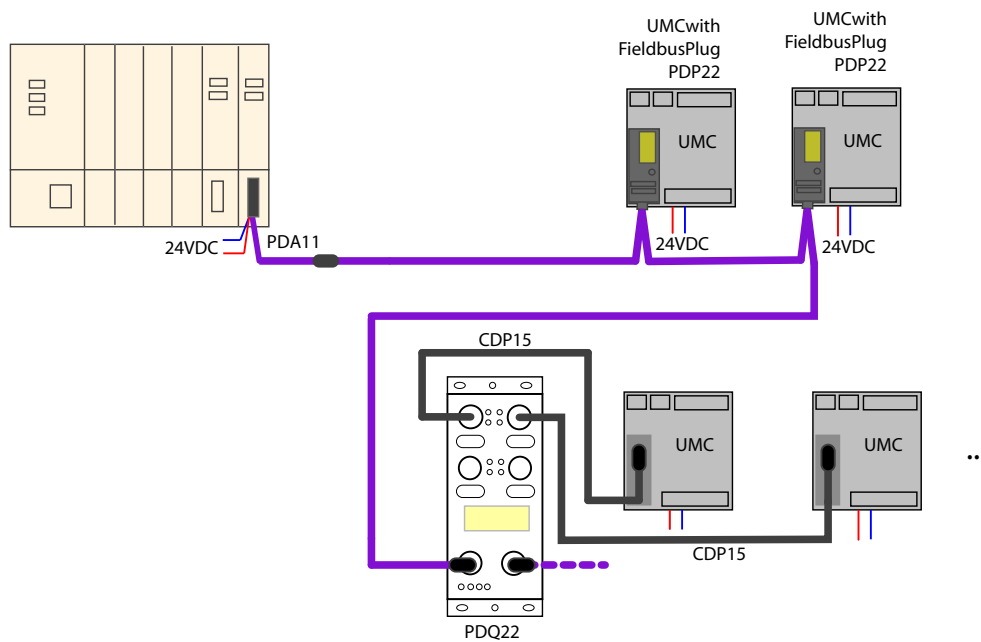 UMCwith
FieldbusPlug
PDP22
UMCwith
FieldbusPlug
PDP22
UMC
UMC
24VDC
PDA11
24VDC
24VDC
CDP15
UMC
UMC
..
CDP15
PDQ22